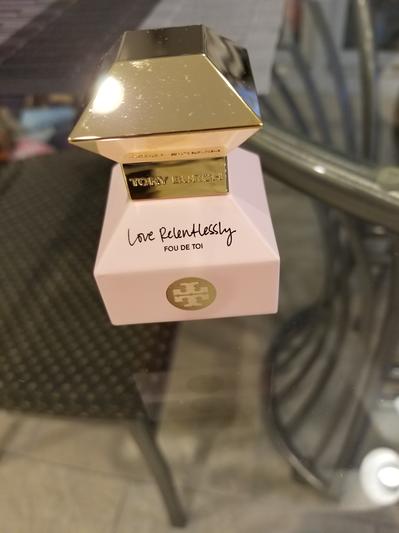 TORY BURCH
Love Relentlessly
FOU DE TOI